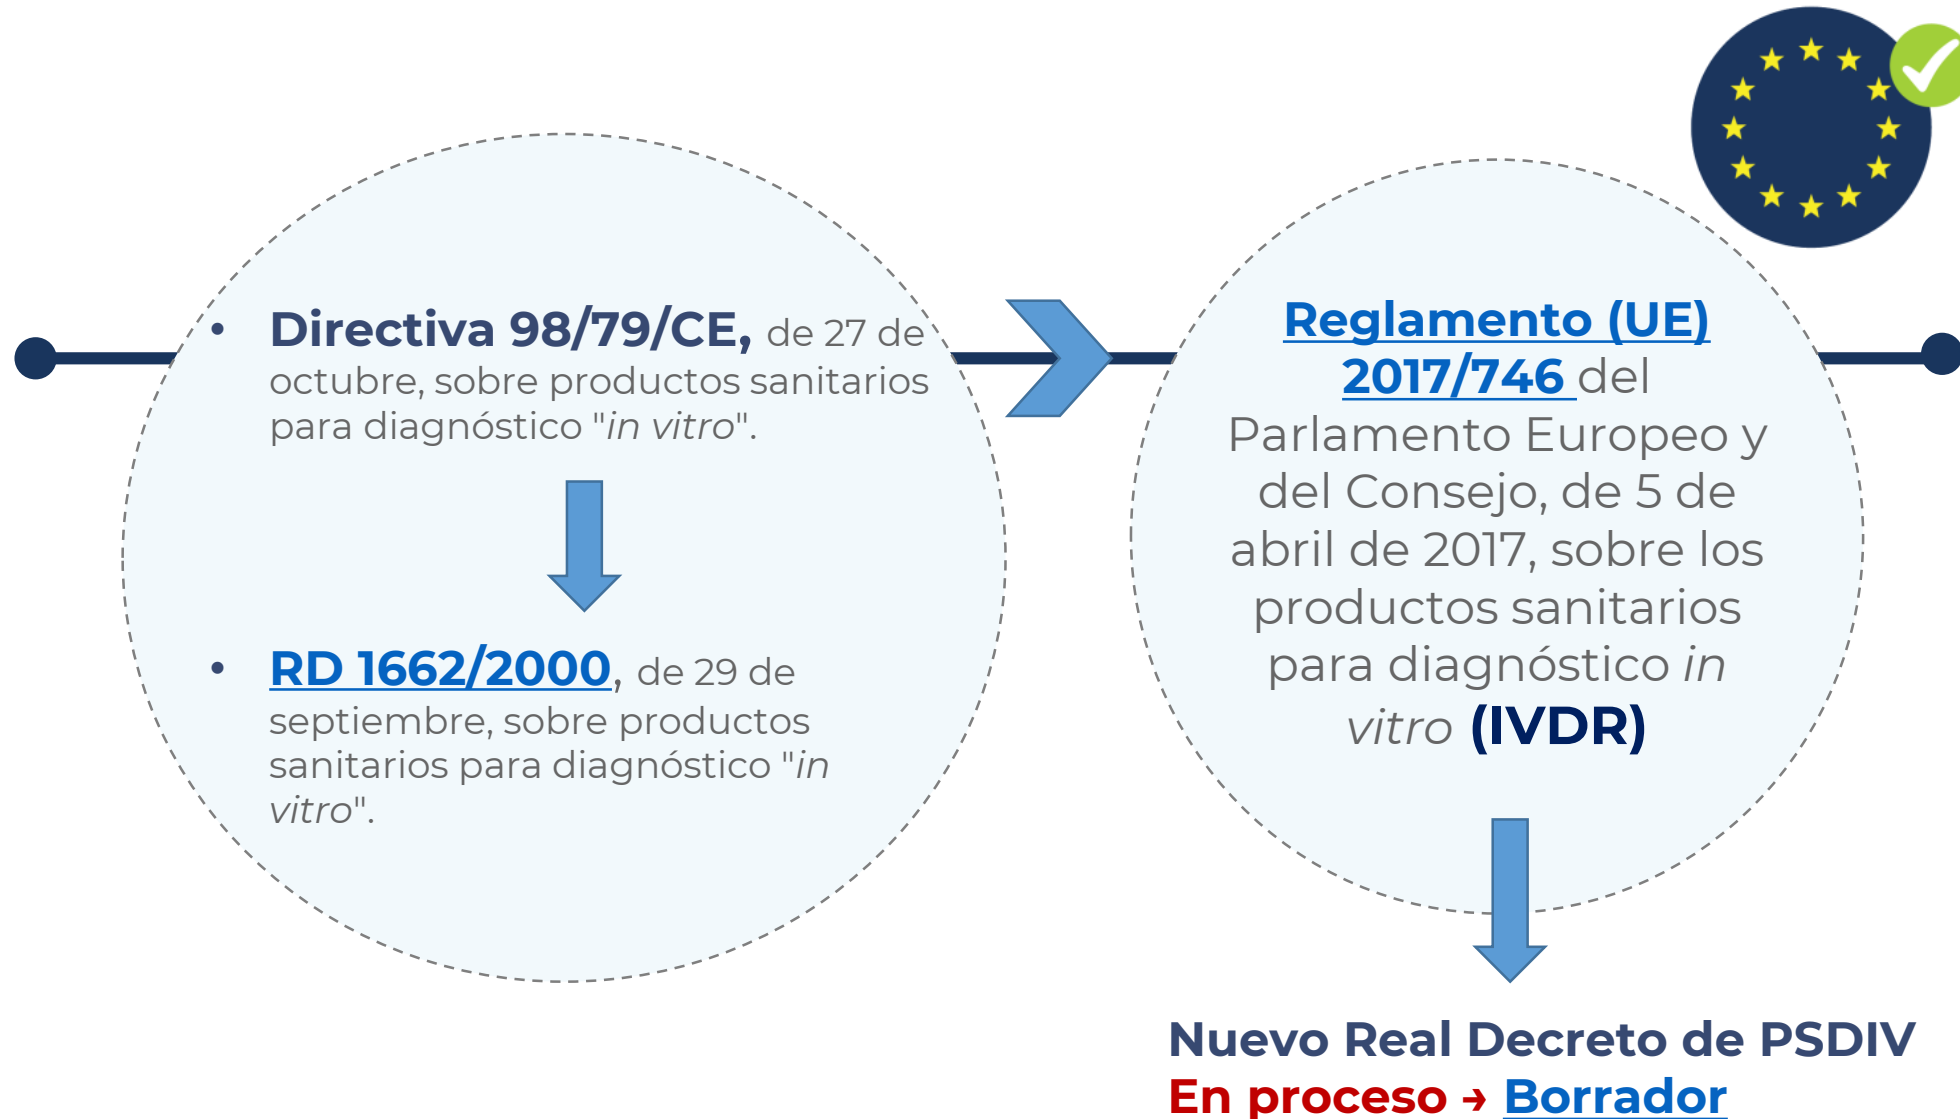 • Directiva 98/79/CE, de 27 de
octubre, sobre productos sanitarios
para diagnóstico "in vitro".
• RD 1662/2000, de 29 de
septiembre, sobre productos
sanitarios para diagnóstico "in
vitro".
Reglamento (UE)
2017/746 del
Parlamento Europeo y
del Consejo, de 5 de
abril de 2017, sobre los
productos sanitarios
para diagnóstico in
vitro (IVDR)
Nuevo Real Decreto de PSDIV
En proceso → Borrador